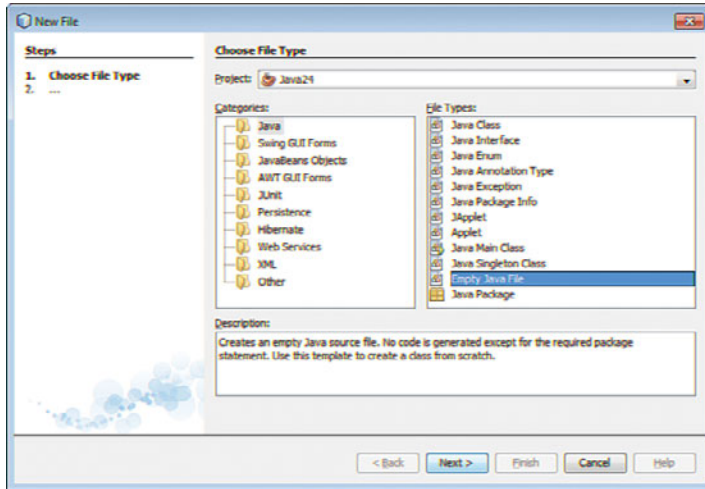 New File
Steps
1. Choose File Type
2. ...
Choose File Type
Project: Java24
Categories:
Java
Swing GUI Forms
JavaBeans Objects
AWT GUI Forms
JUnit
Persistence
Hibernate
Web Services
XML
Other
File Types:
Java Class
Java Interface
Java Enum
Java Annotation Type
Java Exception
Java Package Info
JApplet
Applet
Java Main Class
Java Singleton Class
Empty Java File
Java Package
Description:
Creates an empty Java source file. No code is generated except for the required package
statement. Use this template to create a class from scratch.
< Back Next > Finish Cancel Help